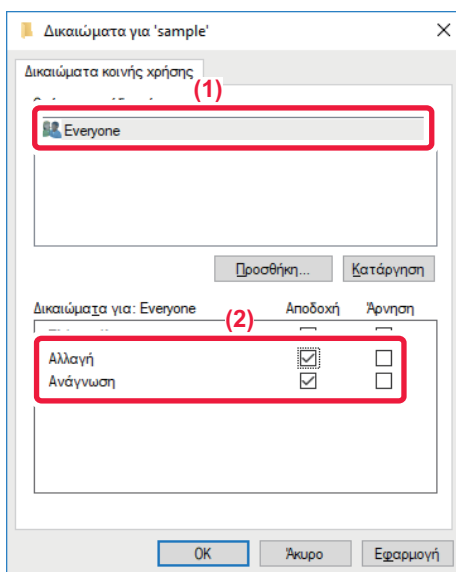 Δικαιώματα για 'sample'
Δικαιώματα κοινής χρήσης
(1)
Everyone
Προσθήκη... Κατάργηση
Δικαιώματα για: Everyone Αποδοχή Άρνηση
(2)
Αλλαγή
Ανάγνωση
OK Άκυρο Εφαρμογή